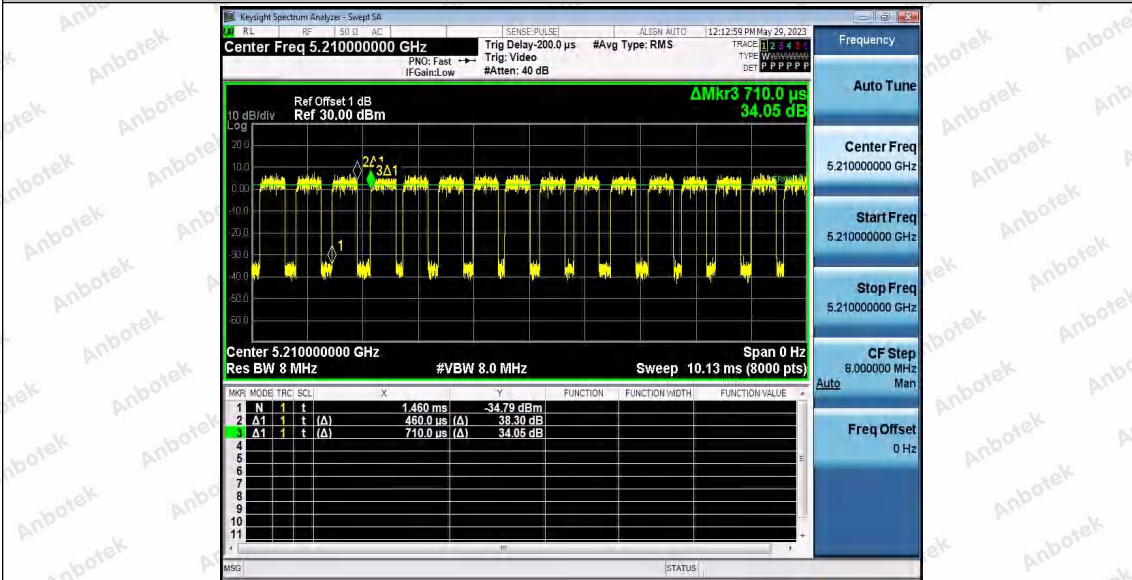 Keysight Spectrum Analyzer - Swept SA
RL RF 50 Ω AC SENSE:PULSE ALIGN AUTO 12:12:59 PM May 29, 2023
Center Freq 5.210000000 GHz
PNO: Fast
IFGain:Low
Trig Delay-200.0 µs
Trig: Video
#Atten: 40 dB
#Avg Type: RMS
TRACE 1 2 3 4 5 6
TYPE
DET P P P P P P
ΔMkr3 710.0 µs
34.05 dB
Ref Offset 1 dB
10 dB/div Ref 30.00 dBm
Log
20.0
10.0
0.00
-10.0
-20.0
-30.0
-40.0
-50.0
-60.0
2Δ1
3Δ1
1
Center 5.210000000 GHz Span 0 Hz
Res BW 8 MHz #VBW 8.0 MHz Sweep 10.13 ms (8000 pts)
MKR MODE TRC SCL X Y FUNCTION FUNCTION WIDTH FUNCTION VALUE
1 N 1 t 1.460 ms -34.79 dBm
2 Δ1 1 t (Δ) 460.0 µs (Δ) 38.30 dB
3 Δ1 1 t (Δ) 710.0 µs (Δ) 34.05 dB
4
5
6
7
8
9
10
11
MSG STATUS
Frequency
Auto Tune
Center Freq
5.210000000 GHz
Start Freq
5.210000000 GHz
Stop Freq
5.210000000 GHz
CF Step
8.000000 MHz
Auto Man
Freq Offset
0 Hz
Anbotek